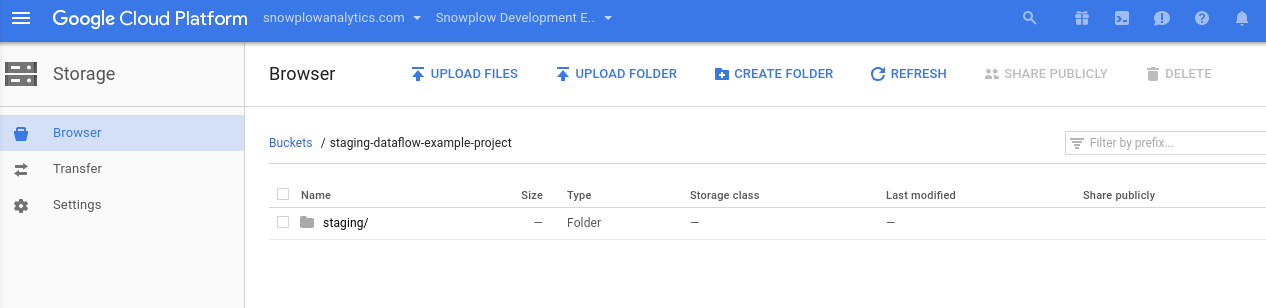 Google Cloud Platform snowplowanalytics.com Snowplow Development E..
Storage Browser UPLOAD FILES UPLOAD FOLDER CREATE FOLDER REFRESH SHARE PUBLICLY DELETE
Browser
Transfer
Settings
Buckets / staging-dataflow-example-project Filter by prefix...
Name Size Type Storage class Last modified Share publicly
staging/ — Folder — —